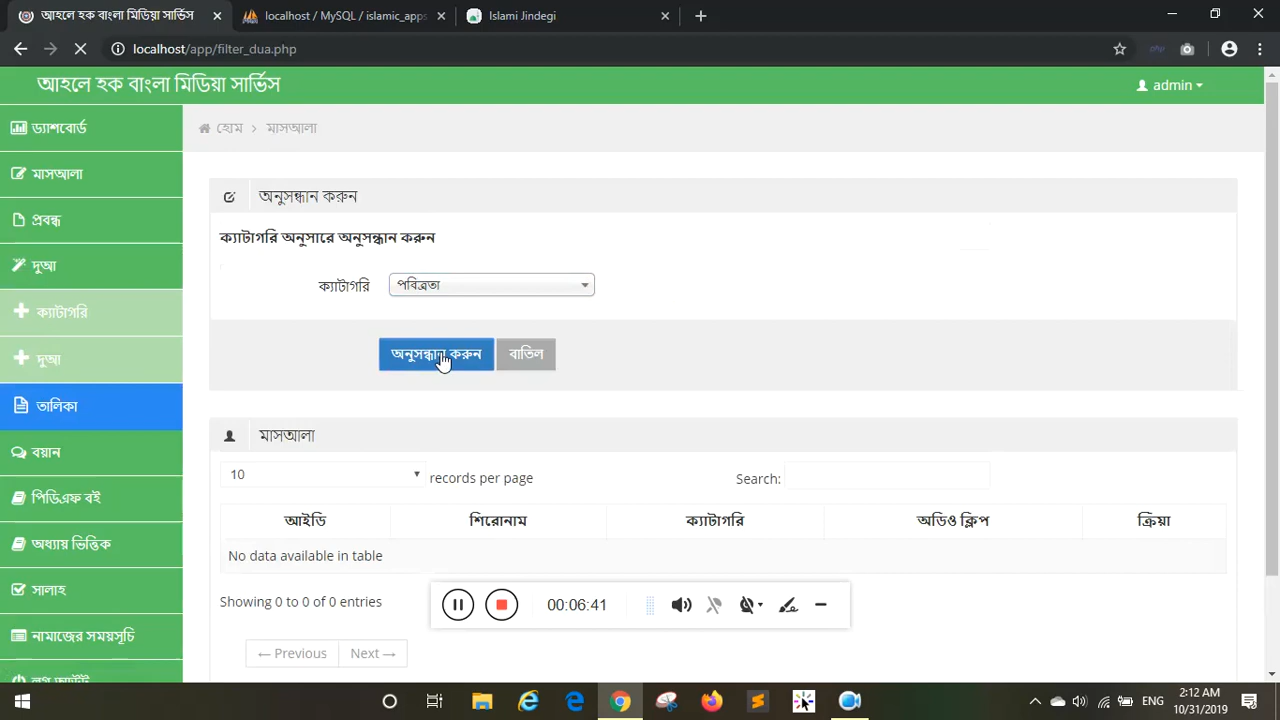 আহলে হক বাংলা মিডিয়া সার্ভিস
localhost / MySQL / islamic_apps
Islami Jindegi
localhost/app/filter_dua.php
আহলে হক বাংলা মিডিয়া সার্ভিস
admin
ড্যাশবোর্ড
হোম > মাসআলা
মাসআলা
প্রবন্ধ
দুআ
ক্যাটাগরি
দুআ
তালিকা
বয়ান
পিডিএফ বই
অধ্যায় ভিত্তিক
সালাহ
নামাজের সময়সূচি
লগ আউট
অনুসন্ধান করুন
ক্যাটাগরি অনুসারে অনুসন্ধান করুন
ক্যাটাগরি
পবিত্রতা
অনুসন্ধান করুন
বাতিল
মাসআলা
10 records per page
Search:
আইডি শিরোনাম ক্যাটাগরি অডিও ক্লিপ ক্রিয়া
No data available in table
Showing 0 to 0 of 0 entries
← Previous Next →
00:06:41
ENG
2:12 AM
10/31/2019